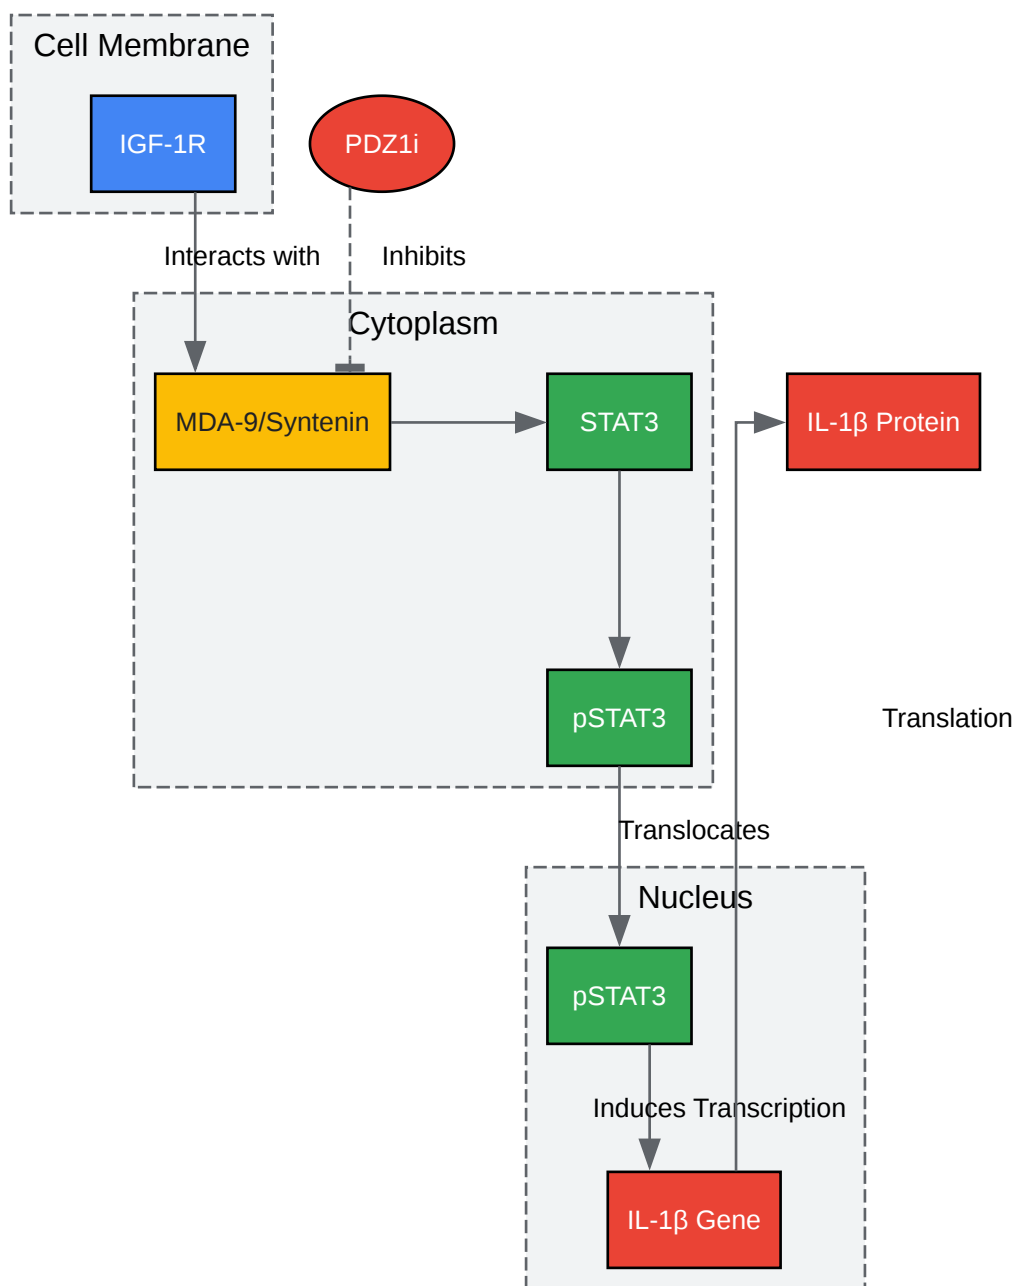 Cell Membrane
IGF-1R
PDZ1i
Interacts with
Inhibits
Cytoplasm
MDA-9/Syntenin
STAT3
IL-1β Protein
pSTAT3
Translation
Translocates
Nucleus
pSTAT3
Induces Transcription
IL-1β Gene